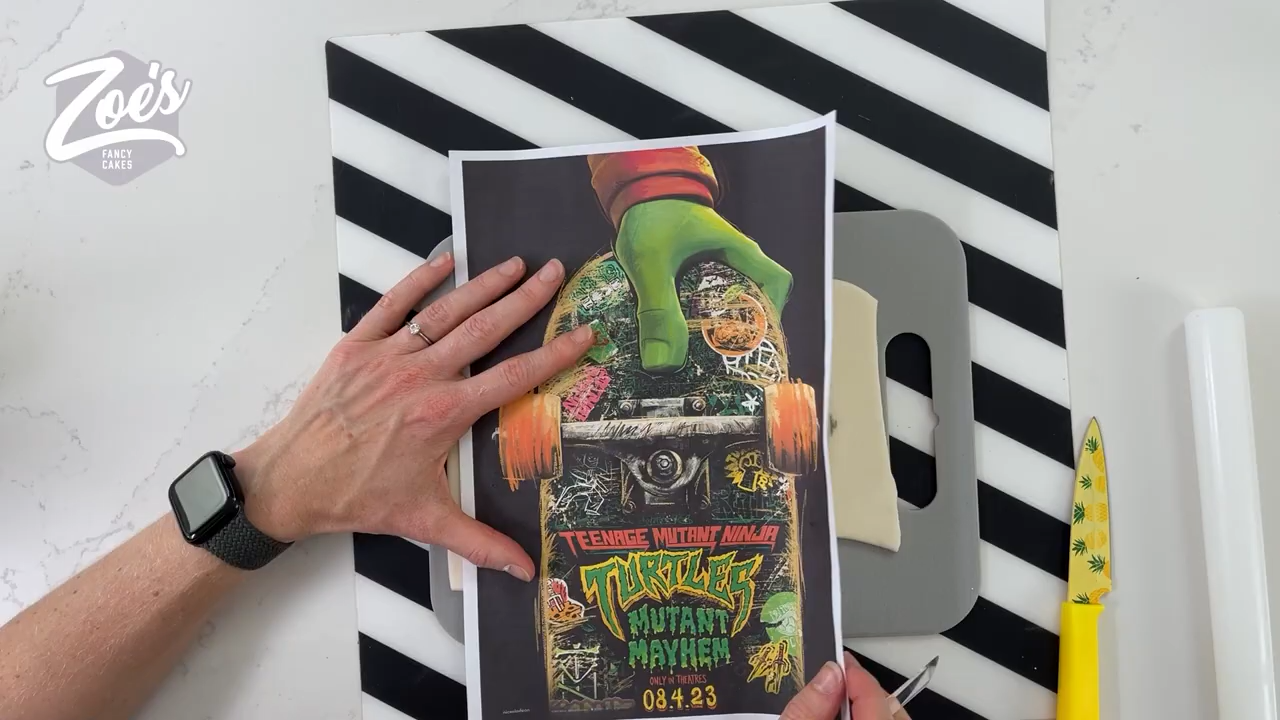 Zoe's
FANCY
CAKES
TEENAGE MUTANT NINJA
TURTLES
MUTANT
MAYHEM
ONLY IN THEATRES
08.4.23